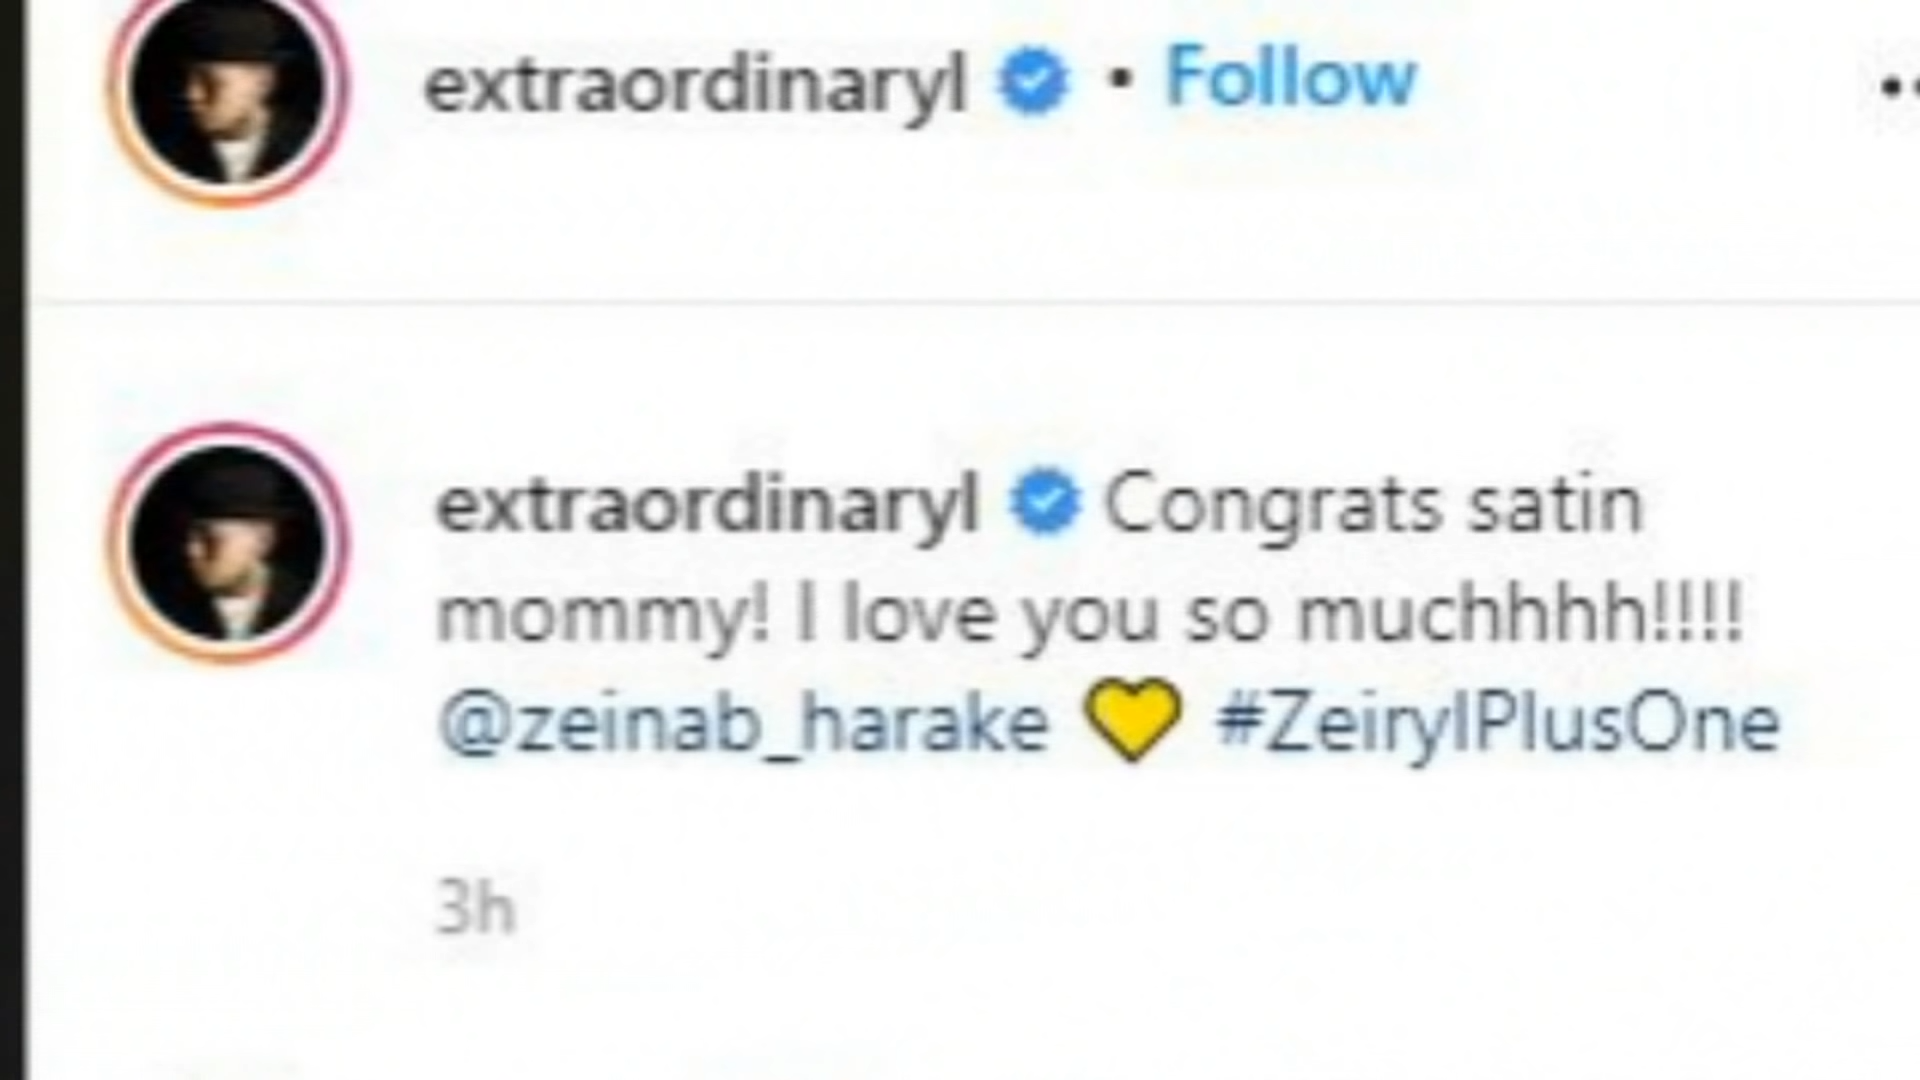 extraordinaryl • Follow
extraordinaryl Congrats satin
mommy! I love you so muchhhh!!!!
@zeinab_harake 💛 #ZeirylPlusOne
3h